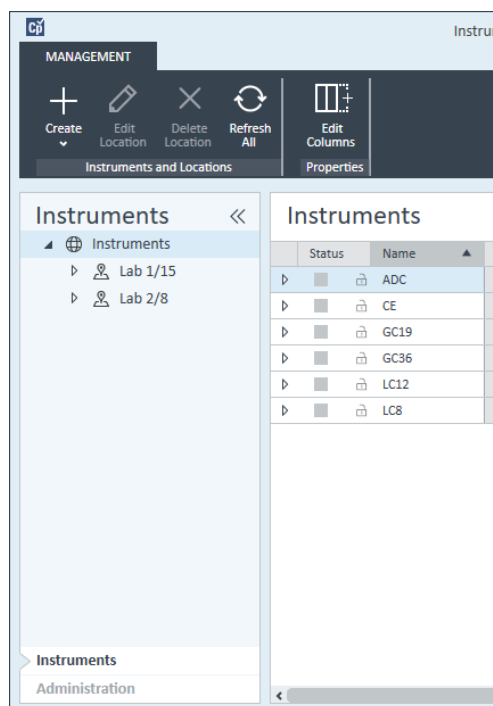 Cp
Instru
MANAGEMENT
Create
Edit Location
Delete Location
Refresh All
Edit Columns
Instruments and Locations
Properties
Instruments
Instruments
Lab 1/15
Lab 2/8
Instruments
Status Name
ADC
CE
GC19
GC36
LC12
LC8
Instruments
Administration